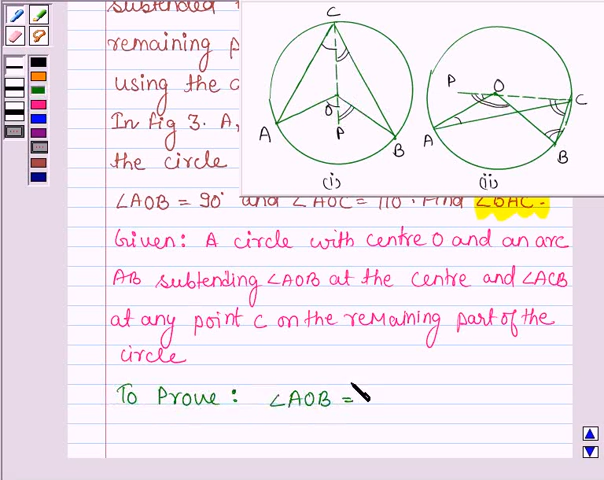 subtended
remaining
using the
In fig 3. A,
the circle
∠AOB = 90° and ∠AOC = 110°. Find ∠BAC.
Given: A circle with centre O and an arc
AB subtending ∠AOB at the centre and ∠ACB
at any point C on the remaining part of the
circle
To Prove: ∠AOB =
C
O
P
A
B
(i)
P
O
C
A
B
(ii)